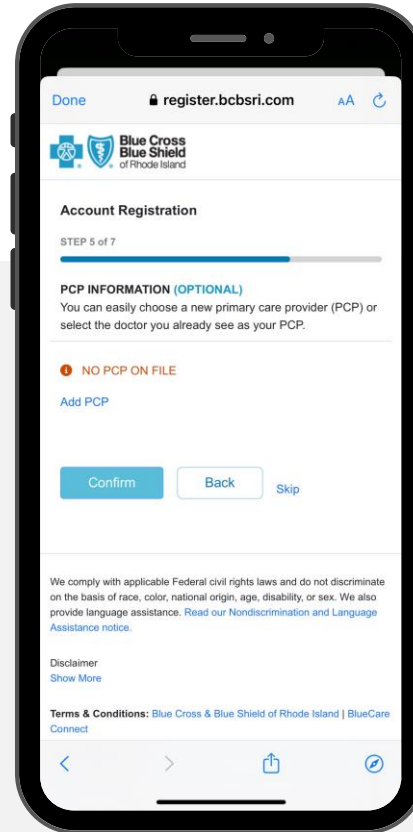 Done register.bcbsri.com AA
Blue Cross
Blue Shield
of Rhode Island
Account Registration
STEP 5 of 7
PCP INFORMATION (OPTIONAL)
You can easily choose a new primary care provider (PCP) or
select the doctor you already see as your PCP.
NO PCP ON FILE
Add PCP
Confirm Back Skip
We comply with applicable Federal civil rights laws and do not discriminate
on the basis of race, color, national origin, age, disability, or sex. We also
provide language assistance. Read our Nondiscrimination and Language
Assistance notice.
Disclaimer
Show More
Terms & Conditions: Blue Cross & Blue Shield of Rhode Island | BlueCare
Connect